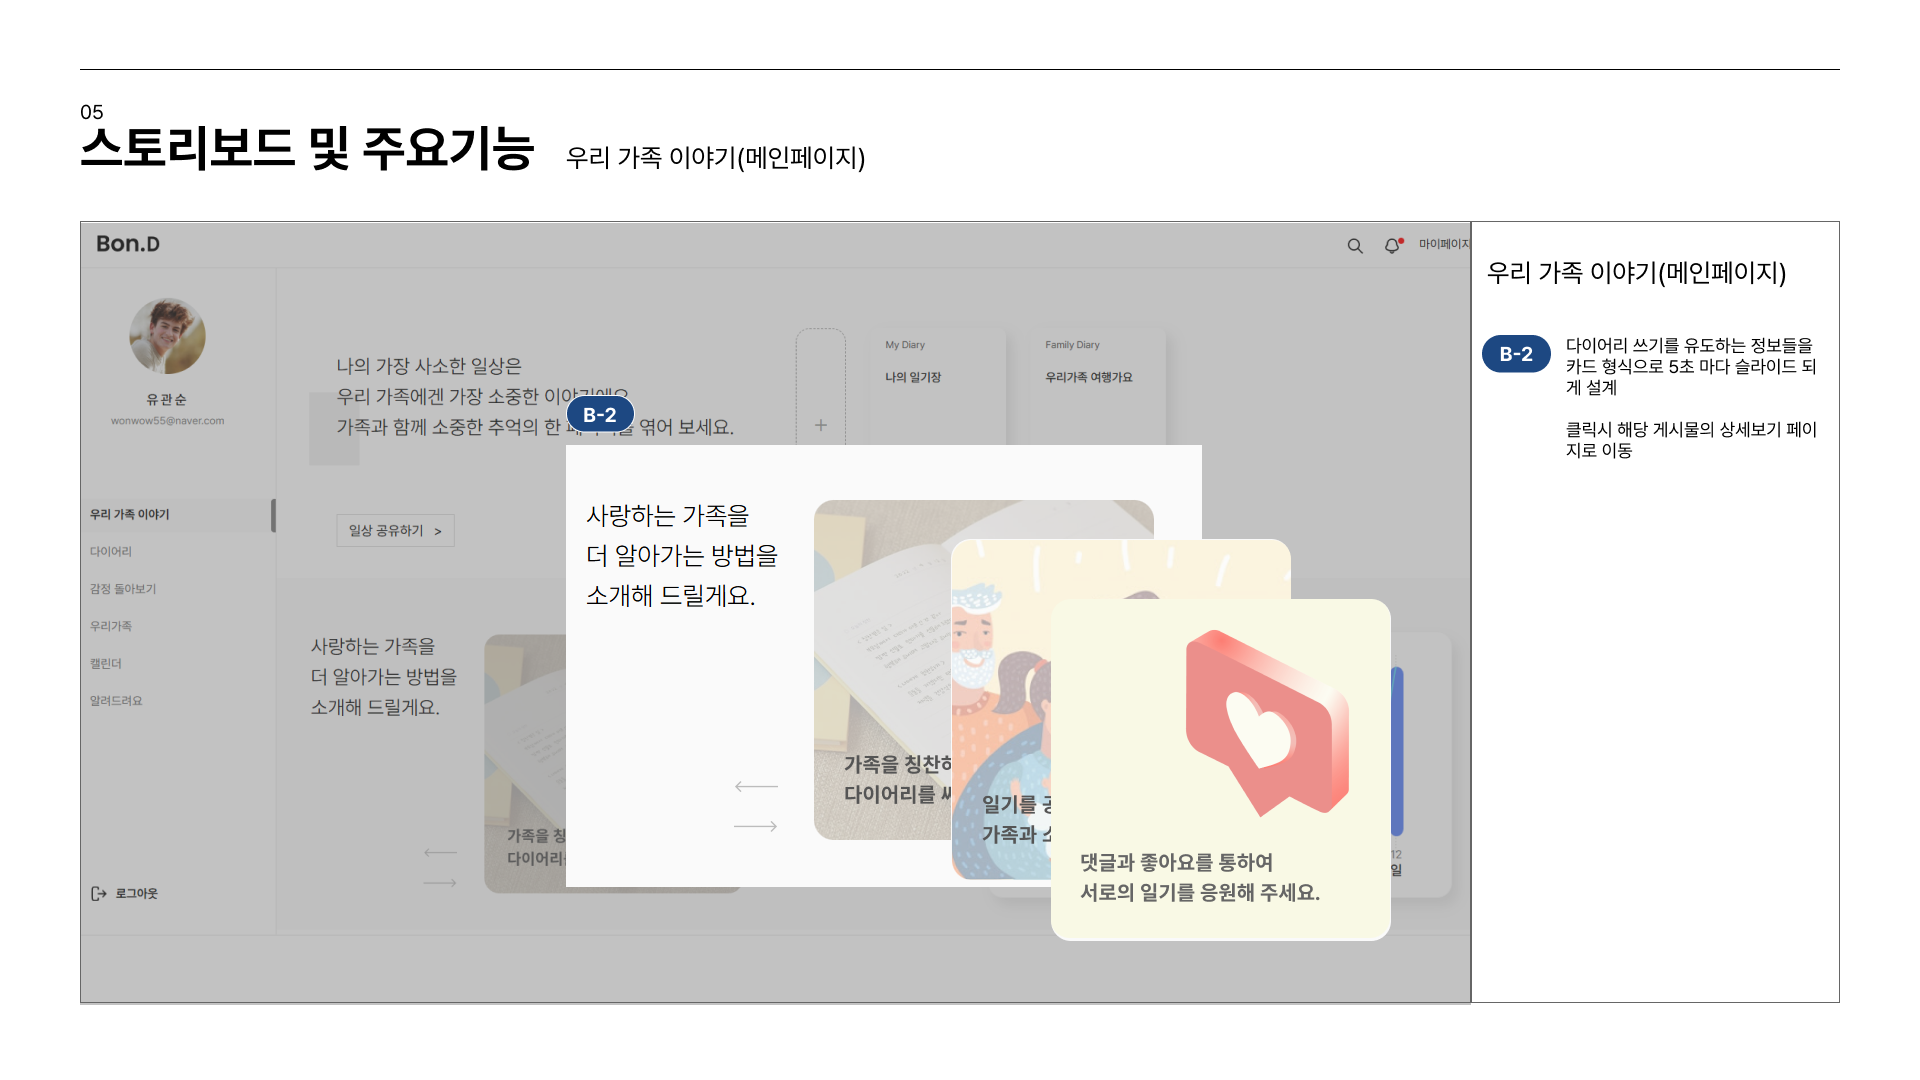 05
스토리보드 및 주요기능
우리 가족 이야기(메인페이지)
Bon.D
마이페이지
유관순
wonwow55@naver.com
우리 가족 이야기
다이어리
감정 돌아보기
우리가족
캘린더
알려드려요
로그아웃
나의 가장 사소한 일상은
우리 가족에겐 가장 소중한
가족과 함께 소중한 추억의 한 엮어 보세요.
일상 공유하기 >
+
My Diary
나의 일기장
Family Diary
우리가족 여행가요
사랑하는 가족을
더 알아가는 방법을
소개해 드릴게요.
가족을 칭
다이어리
B-2
사랑하는 가족을
더 알아가는 방법을
소개해 드릴게요.
가족을 칭찬
다이어리를
일기를
가족과
댓글과 좋아요를 통하여
서로의 일기를 응원해 주세요.
12
일
우리 가족 이야기(메인페이지)
B-2
다이어리 쓰기를 유도하는 정보들을
카드 형식으로 5초 마다 슬라이드 되
게 설계
클릭시 해당 게시물의 상세보기 페이
지로 이동